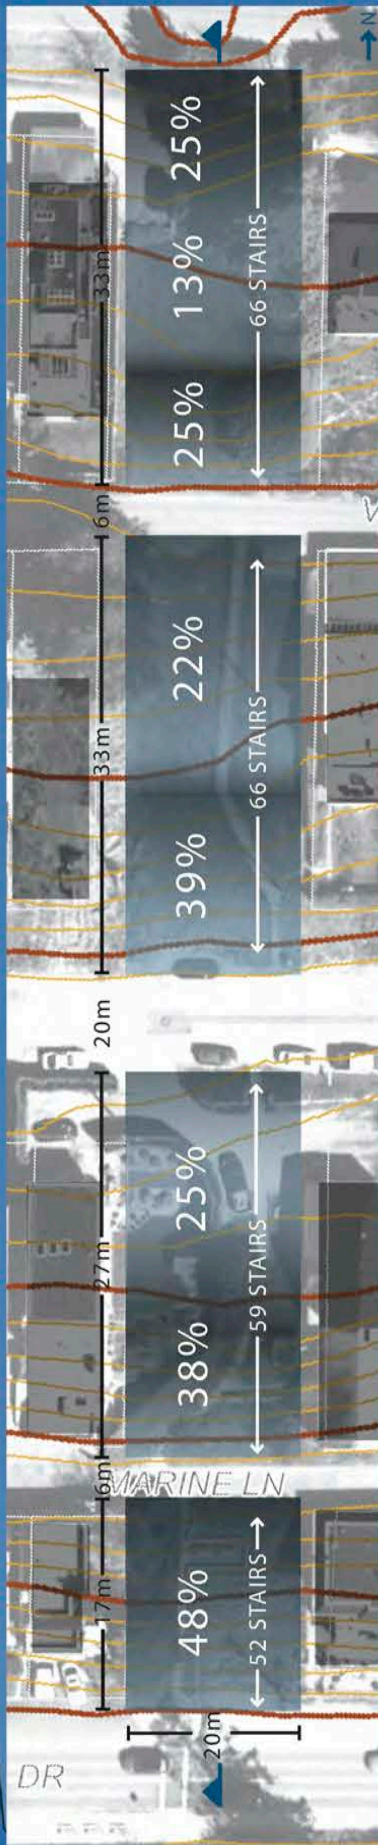 N
25%
66 STAIRS
33m
13%
25%
6m
22%
33m
66 STAIRS
39%
20m
25%
27m
59 STAIRS
38%
6m
MARINE LN
48%
17m
52 STAIRS
20m
DR